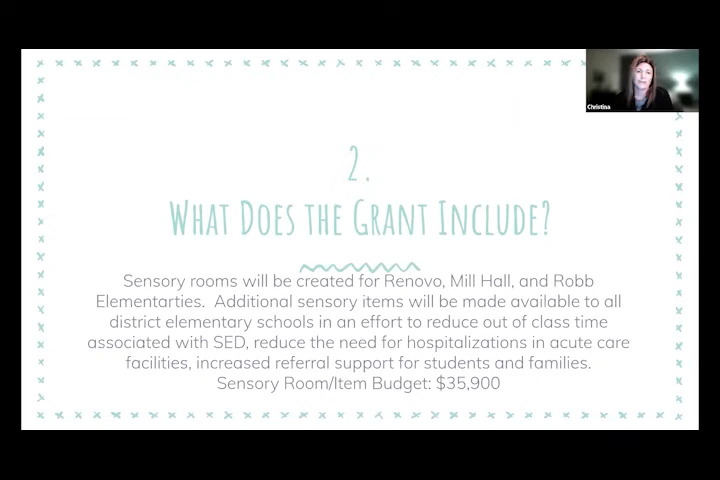 Christina
2.
What Does the Grant Include?
Sensory rooms will be created for Renovo, Mill Hall, and Robb
Elementarties. Additional sensory items will be made available to all
district elementary schools in an effort to reduce out of class time
associated with SED, reduce the need for hospitalizations in acute care
facilities, increased referral support for students and families.
Sensory Room/Item Budget: $35,900